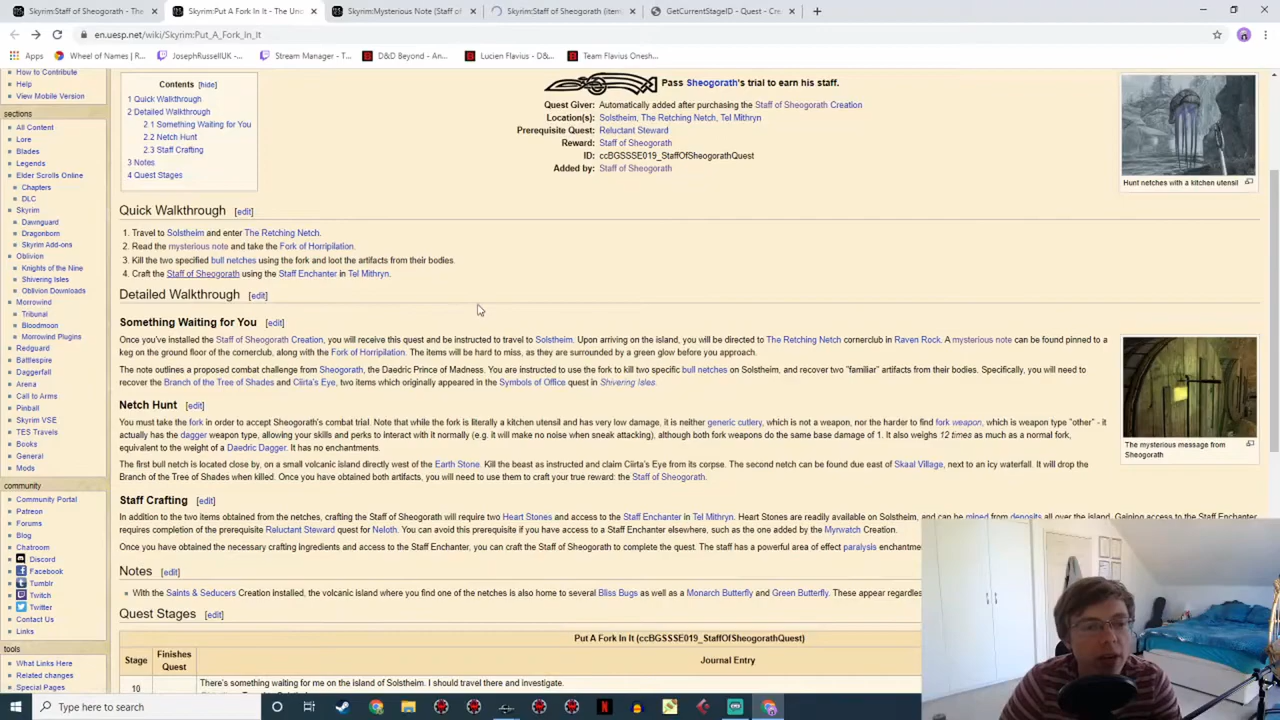 Skyrim:Staff of Sheogorath - The
Skyrim:Put A Fork In It - The Uno
Skyrim:Mysterious Note (Staff of
Skyrim:Staff of Sheogorath (item
GetCurrentStageID - Quest - Cre
en.uesp.net/wiki/Skyrim:Put_A_Fork_In_It
Apps
Wheel of Names | R...
JosephRussellUK -...
Stream Manager - T...
D&D Beyond - An...
Lucien Flavius - D&...
Team Flavius Onesh...
How to Contribute
Help
View Mobile Version
sections
All Content
Lore
Blades
Legends
Elder Scrolls Online
Chapters
DLC
Skyrim
Dawnguard
Dragonborn
Skyrim Add-ons
Oblivion
Knights of the Nine
Shivering Isles
Oblivion Downloads
Morrowind
Tribunal
Bloodmoon
Morrowind Plugins
Redguard
Battlespire
Daggerfall
Arena
Call to Arms
Pinball
Skyrim VSE
TES Travels
Books
General
Mods
community
Community Portal
Patreon
Forums
Blog
Chatroom
Discord
Facebook
Tumblr
Twitch
Twitter
Contact Us
Links
tools
What Links Here
Related changes
Special Pages
Contents [hide]
1 Quick Walkthrough
2 Detailed Walkthrough
2.1 Something Waiting for You
2.2 Netch Hunt
2.3 Staff Crafting
3 Notes
4 Quest Stages
Pass Sheogorath's trial to earn his staff.
Quest Giver: Automatically added after purchasing the Staff of Sheogorath Creation
Location(s): Solstheim, The Retching Netch, Tel Mithryn
Prerequisite Quest: Reluctant Steward
Reward: Staff of Sheogorath
ID: ccBGSSSE019_StaffOfSheogorathQuest
Added by: Staff of Sheogorath
Hunt netches with a kitchen utensil
Quick Walkthrough [edit]
1. Travel to Solstheim and enter The Retching Netch.
2. Read the mysterious note and take the Fork of Horripilation.
3. Kill the two specified bull netches using the fork and loot the artifacts from their bodies.
4. Craft the Staff of Sheogorath using the Staff Enchanter in Tel Mithryn.
Detailed Walkthrough [edit]
Something Waiting for You [edit]
Once you've installed the Staff of Sheogorath Creation, you will receive this quest and be instructed to travel to Solstheim. Upon arriving on the island, you will be directed to The Retching Netch cornerclub in Raven Rock. A mysterious note can be found pinned to a
keg on the ground floor of the cornerclub, along with the Fork of Horripilation. The items will be hard to miss, as they are surrounded by a green glow before you approach.
The note outlines a proposed combat challenge from Sheogorath, the Daedric Prince of Madness. You are instructed to use the fork to kill two specific bull netches on Solstheim, and recover two "familiar" artifacts from their bodies. Specifically, you will need to
recover the Branch of the Tree of Shades and Ciirta's Eye, two items which originally appeared in the Symbols of Office quest in Shivering Isles.
The mysterious message from
Sheogorath
Netch Hunt [edit]
You must take the fork in order to accept Sheogorath's combat trial. Note that while the fork is literally a kitchen utensil and has very low damage, it is neither generic cutlery, which is not a weapon, nor the harder to find fork weapon, which is weapon type "other" - it
actually has the dagger weapon type, allowing your skills and perks to interact with it normally (e.g. it will make no noise when sneak attacking), although both fork weapons do the same base damage of 1. It also weighs 12 times as much as a normal fork,
equivalent to the weight of a Daedric Dagger. It has no enchantments.
The first bull netch is located close by, on a small volcanic island directly west of the Earth Stone. Kill the beast as instructed and claim Ciirta's Eye from its corpse. The second netch can be found due east of Skaal Village, next to an icy waterfall. It will drop the
Branch of the Tree of Shades when killed. Once you have obtained both artifacts, you will need to use them to craft your true reward: the Staff of Sheogorath.
Staff Crafting [edit]
In addition to the two items obtained from the netches, crafting the Staff of Sheogorath will require two Heart Stones and access to the Staff Enchanter in Tel Mithryn. Heart Stones are readily available on Solstheim, and can be mined from deposits all over the island. Gaining access to the Staff Enchanter
requires completion of the prerequisite Reluctant Steward quest for Neloth. You can avoid this prerequisite if you have access to a Staff Enchanter elsewhere, such as the one added by the Myrwatch Creation.
Once you have obtained the necessary crafting ingredients and access to the Staff Enchanter, you can craft the Staff of Sheogorath to complete the quest. The staff has a powerful area of effect paralysis enchantme
Notes [edit]
With the Saints & Seducers Creation installed, the volcanic island where you find one of the netches is also home to several Bliss Bugs as well as a Monarch Butterfly and Green Butterfly. These appear regardles
Quest Stages [edit]
Put A Fork In It (ccBGSSSE019_StaffOfSheogorathQuest)
Stage
Finishes
Quest
Journal Entry
10
There's something waiting for me on the island of Solstheim. I should travel there and investigate.
Type here to search